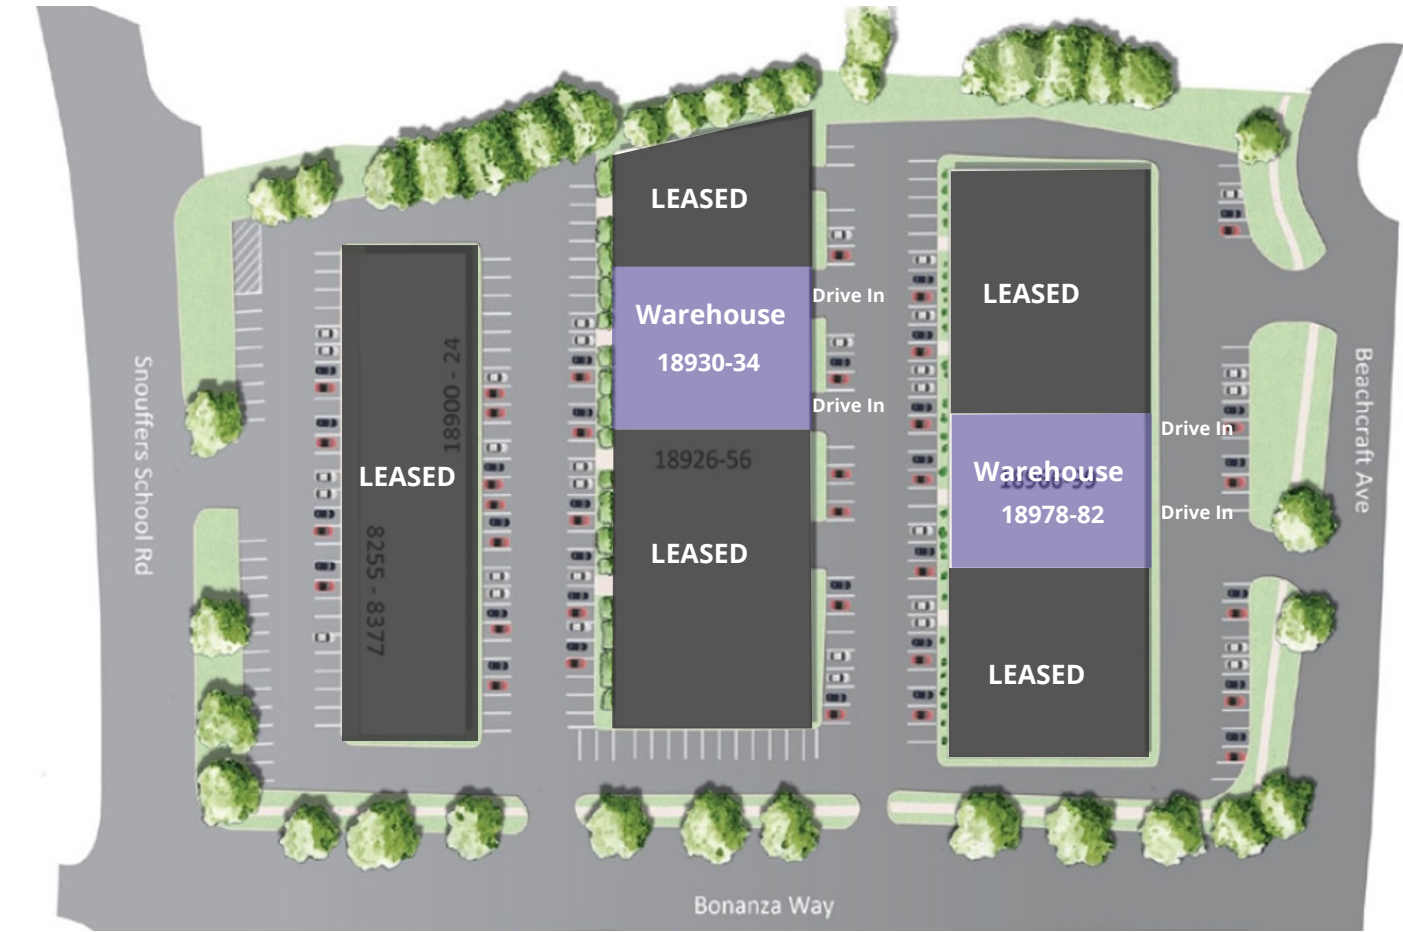 LEASED
Warehouse
18930-34
Drive In
Drive In
18926-56
LEASED
LEASED
Warehouse
18978-82
Drive In
Drive In
LEASED
18900 - 24
LEASED
8255 - 8377
Snouffers School Rd
Beachcraft Ave
Bonanza Way